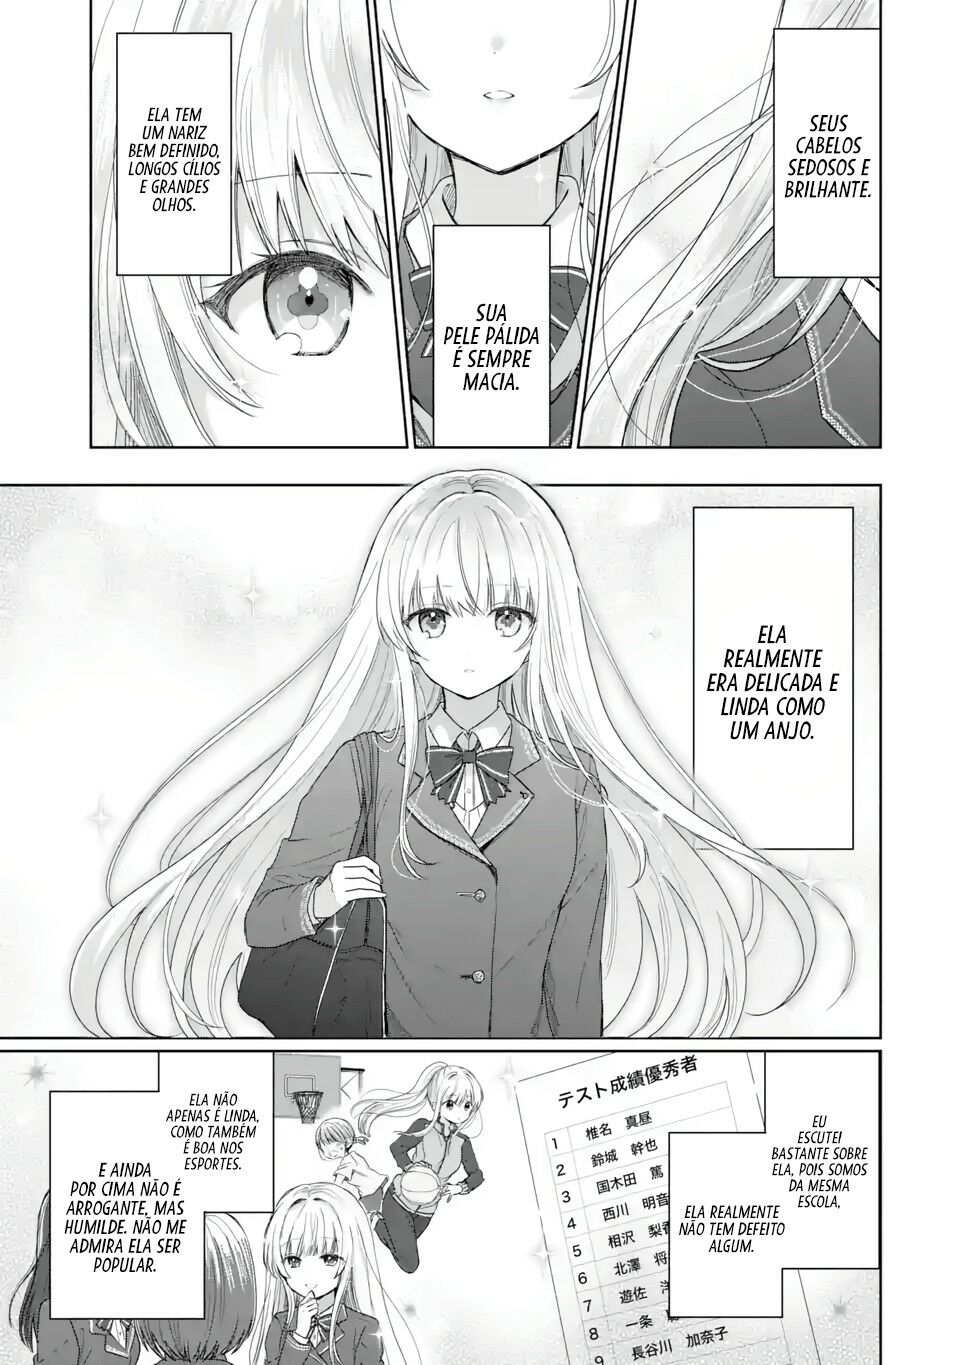 SEUS
CABELOS
SEDOSOS E
BRILHANTE.
SUA
PELE PÁLIDA
É SEMPRE
MACIA.
ELA TEM
UM NARIZ
BEM DEFINIDO,
LONGOS CÍLIOS
E GRANDES
OLHOS.
ELA
REALMENTE
ERA DELICADA E
LINDA COMO
UM ANJO.
EU
ESCUTEI
BASTANTE SOBRE
ELA, POIS SOMOS
DA MESMA
ESCOLA,
ELA REALMENTE
NÃO TEM DEFEITO
ALGUM.
テスト成績優秀者
1 椎名 真昼
2 鈴城 幹也
3 国木田 篤
4 西川 明音
5 相沢 梨香
6 北澤 将
7 遊佐
8 一条
9 長谷川 加奈子
ELA NÃO
APENAS É LINDA,
COMO TAMBÉM
É BOA NOS
ESPORTES.
E AINDA
POR CIMA NÃO É
ARROGANTE, MAS
HUMILDE. NÃO ME
ADMIRA ELA SER
POPULAR.